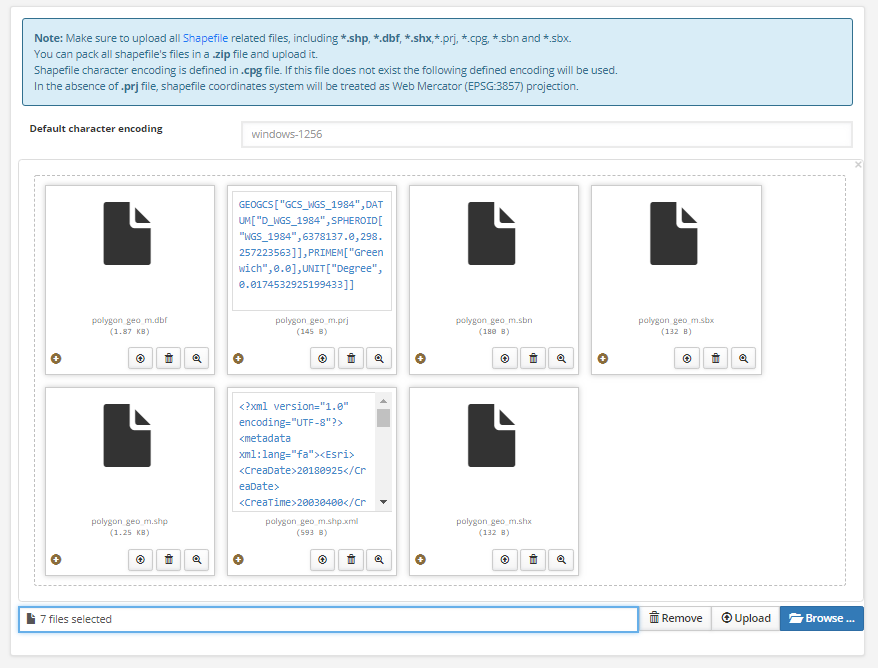 Note: Make sure to upload all Shapefile related files, including *.shp, *.dbf, *.shx,*.prj, *.cpg, *.sbn and *.sbx.
You can pack all shapefile's files in a .zip file and upload it.
Shapefile character encoding is defined in .cpg file. If this file does not exist the following defined encoding will be used.
In the absence of .prj file, shapefile coordinates system will be treated as Web Mercator (EPSG:3857) projection.
Default character encoding
windows-1256
×
GEOGCS["GCS_WGS_1984",DAT
UM["D_WGS_1984",SPHEROID[
"WGS_1984",6378137.0,298.
257223563]],PRIMEM["Green
wich",0.0],UNIT["Degree",
0.0174532925199433]]
polygon_geo_m.dbf
(1.87 KB)
polygon_geo_m.prj
(145 B)
polygon_geo_m.sbn
(180 B)
polygon_geo_m.sbx
(132 B)
<?xml version="1.0"
encoding="UTF-8"?>
<metadata
xml:lang="fa"><Esri>
<CreaDate>20180925</Cr
eaDate>
<CreaTime>20030400</Cr
polygon_geo_m.shp
(1.25 KB)
polygon_geo_m.shp.xml
(593 B)
polygon_geo_m.shx
(132 B)
7 files selected
Remove
Upload
Browse ...